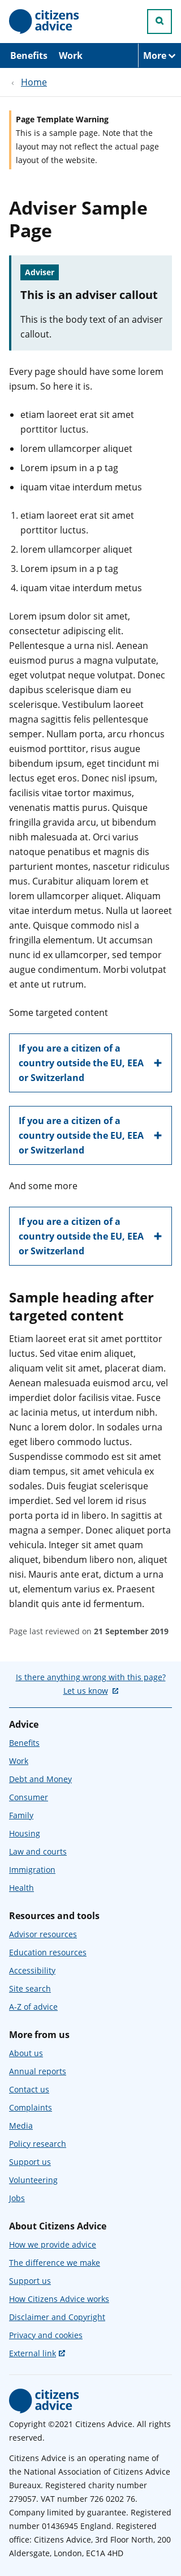 citizens
advice
Benefits Work More
‹ Home
Page Template Warning
This is a sample page. Note that the
layout may not reflect the actual page
layout of the website.
Adviser Sample
Page
Adviser
This is an adviser callout
This is the body text of an adviser
callout.
Every page should have some lorem
ipsum. So here it is.
• etiam laoreet erat sit amet
porttitor luctus.
• lorem ullamcorper aliquet
• Lorem ipsum in a p tag
• iquam vitae interdum metus
1. etiam laoreet erat sit amet
porttitor luctus.
2. lorem ullamcorper aliquet
3. Lorem ipsum in a p tag
4. iquam vitae interdum metus
Lorem ipsum dolor sit amet,
consectetur adipiscing elit.
Pellentesque a urna nisl. Aenean
euismod purus a magna vulputate,
eget volutpat neque volutpat. Donec
dapibus scelerisque diam eu
scelerisque. Vestibulum laoreet
magna sagittis felis pellentesque
semper. Nullam porta, arcu rhoncus
euismod porttitor, risus augue
bibendum ipsum, eget tincidunt mi
lectus eget eros. Donec nisl ipsum,
facilisis vitae tortor maximus,
venenatis mattis purus. Quisque
fringilla gravida arcu, ut bibendum
nibh malesuada at. Orci varius
natoque penatibus et magnis dis
parturient montes, nascetur ridiculus
mus. Curabitur aliquam lorem et
lorem ullamcorper aliquet. Aliquam
vitae interdum metus. Nulla ut laoreet
ante. Quisque commodo nisl a
fringilla elementum. Ut accumsan
nunc vel hendrerit congue, sed tempor
augue condimentum. Morbi volutpat
et ante ut rutrum.
Some targeted content
If you are a citizen of a
country outside the EU, EEA
or Switzerland
If you are a citizen of a
country outside the EU, EEA
or Switzerland
And some more
If you are a citizen of a
country outside the EU, EEA
or Switzerland
Sample heading after
targeted content
Etiam laoreet erat sit amet porttitor
luctus. Sed vitae enim aliquet,
aliquam velit sit amet, placerat diam.
Aenean malesuada euismod arcu, vel
imperdiet dolor facilisis vitae. Fusce
ac lacinia metus, ut interdum nibh.
Nunc a lorem dolor. In sodales urna
eget libero commodo luctus.
Suspendisse commodo est sit amet
diam tempus, sit amet vehicula ex
sodales. Duis feugiat scelerisque
imperdiet. Sed vel lorem id risus
porta porta id in libero. In sagittis at
magna a semper. Donec aliquet porta
vehicula. Integer sit amet quam
aliquet, bibendum libero non, aliquet
nisi. Mauris ante erat, dictum a urna
ut, elementum varius ex. Praesent
blandit quis ante id fermentum.
Page last reviewed on 21 September 2019
Is there anything wrong with this page?
Let us know
Advice
Benefits
Work
Debt and Money
Consumer
Family
Housing
Law and courts
Immigration
Health
Resources and tools
Advisor resources
Education resources
Accessibility
Site search
A-Z of advice
More from us
About us
Annual reports
Contact us
Complaints
Media
Policy research
Support us
Volunteering
Jobs
About Citizens Advice
How we provide advice
The difference we make
Support us
How Citizens Advice works
Disclaimer and Copyright
Privacy and cookies
External link
citizens
advice
Copyright ©2021 Citizens Advice. All rights
reserved.
Citizens Advice is an operating name of
the National Association of Citizens Advice
Bureaux. Registered charity number
279057. VAT number 726 0202 76.
Company limited by guarantee. Registered
number 01436945 England. Registered
office: Citizens Advice, 3rd Floor North, 200
Aldersgate, London, EC1A 4HD